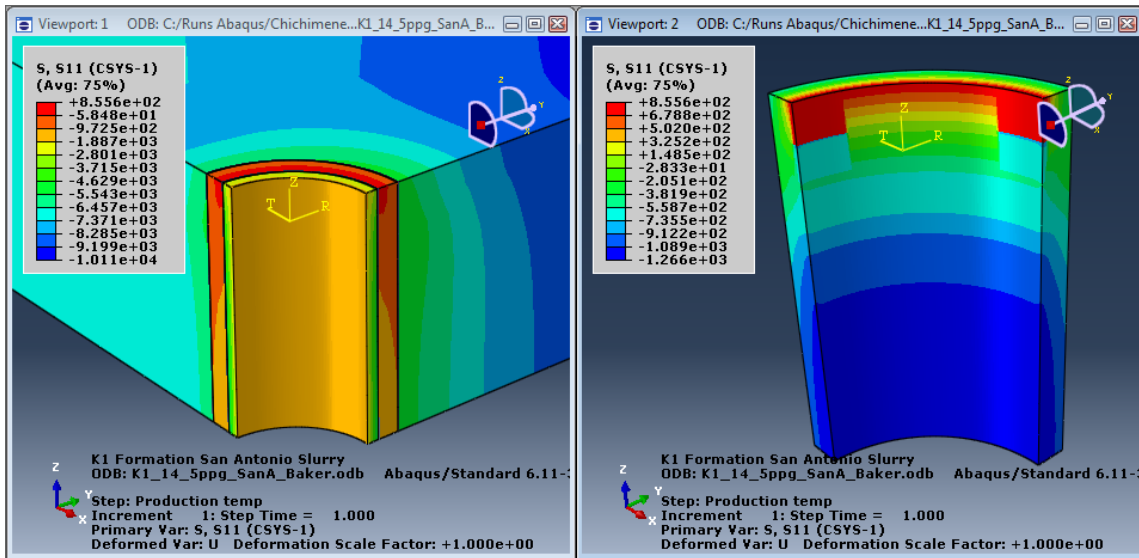 Viewport: 1 ODB: C:/Runs Abaqus/Chichimene...K1_14_5ppg_SanA_B...
S, S11 (CSYS-1)
(Avg: 75%)
+8.556e+02
-5.848e+01
-9.725e+02
-1.887e+03
-2.801e+03
-3.715e+03
-4.629e+03
-5.543e+03
-6.457e+03
-7.371e+03
-8.285e+03
-9.199e+03
-1.011e+04
Z
Y
X
Z
T
R
K1 Formation San Antonio Slurry
ODB: K1_14_5ppg_SanA_Baker.odb Abaqus/Standard 6.11-
Z
Y
X
Step: Production temp
Increment 1: Step Time = 1.000
Primary Var: S, S11 (CSYS-1)
Deformed Var: U Deformation Scale Factor: +1.000e+00
Viewport: 2 ODB: C:/Runs Abaqus/Chichimene...K1_14_5ppg_SanA_B...
S, S11 (CSYS-1)
(Avg: 75%)
+8.556e+02
+6.788e+02
+5.020e+02
+3.252e+02
+1.485e+02
-2.833e+01
-2.051e+02
-3.819e+02
-5.587e+02
-7.355e+02
-9.122e+02
-1.089e+03
-1.266e+03
Z
Y
X
Z
T
R
K1 Formation San Antonio Slurry
ODB: K1_14_5ppg_SanA_Baker.odb Abaqus/Standard 6.11-
Z
Y
X
Step: Production temp
Increment 1: Step Time = 1.000
Primary Var: S, S11 (CSYS-1)
Deformed Var: U Deformation Scale Factor: +1.000e+00